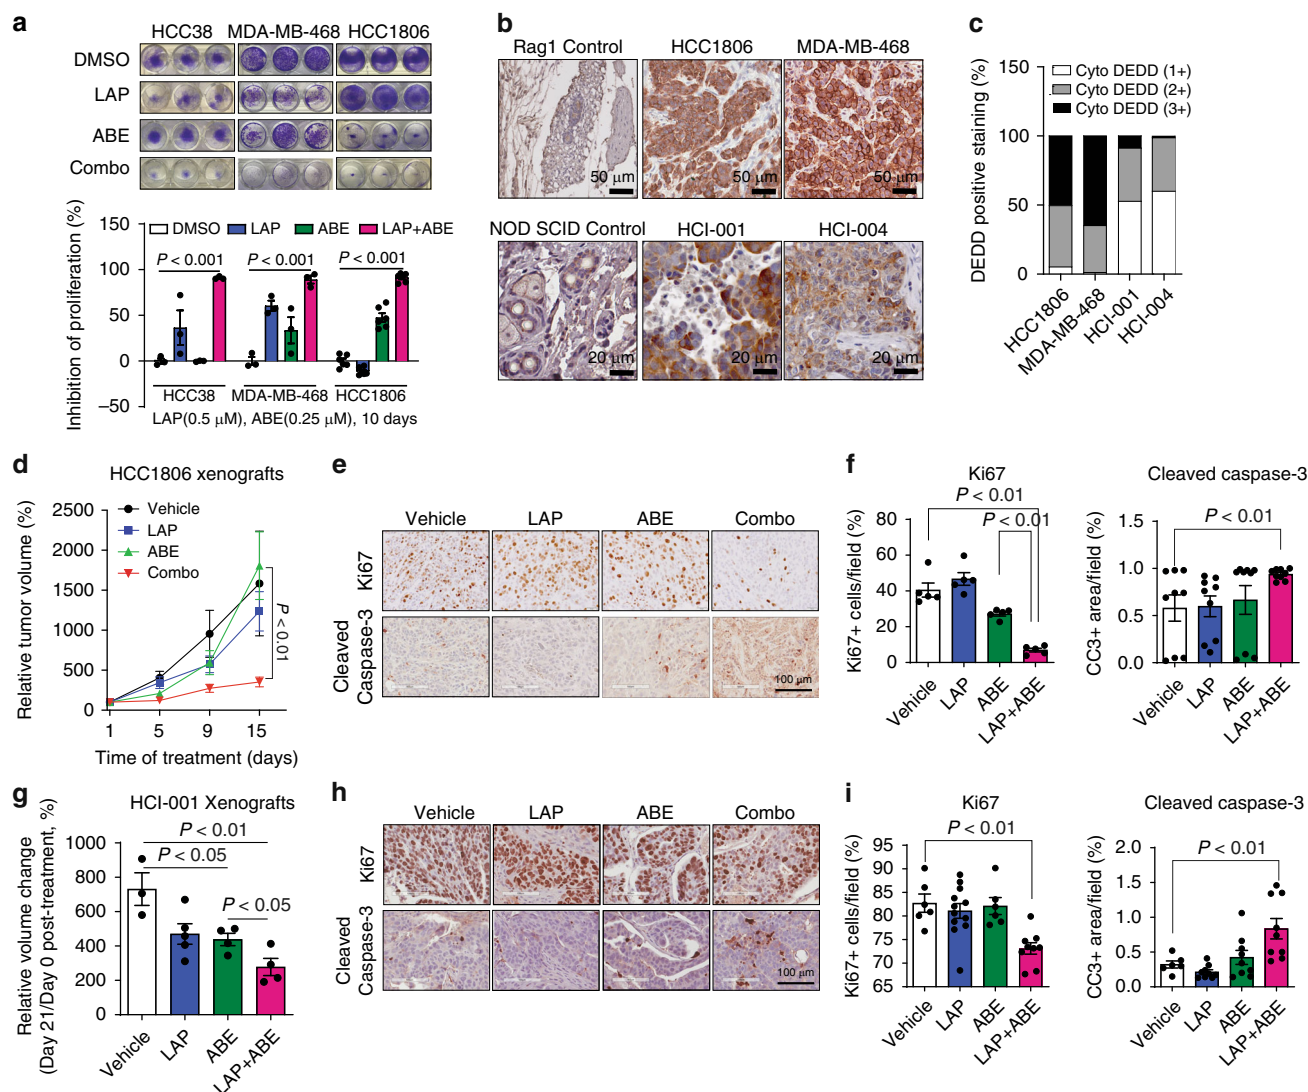 a
HCC38 MDA-MB-468 HCC1806
DMSO
LAP
ABE
Combo
Inhibition of proliferation (%)
150
100
50
0
–50
DMSO LAP ABE LAP+ABE
P < 0.001 P < 0.001 P < 0.001
HCC38 MDA-MB-468 HCC1806
LAP(0.5 μM), ABE(0.25 μM), 10 days
b
Rag1 Control HCC1806 MDA-MB-468
50 μm 50 μm 50 μm
NOD SCID Control HCI-001 HCI-004
20 μm 20 μm 20 μm
c
DEDD positive staining (%)
150
100
50
0
Cyto DEDD (1+)
Cyto DEDD (2+)
Cyto DEDD (3+)
HCC1806
MDA-MB-468
HCI-001
HCI-004
d
HCC1806 xenografts
Relative tumor volume (%)
2500
2000
1500
1000
500
0
Vehicle
LAP
ABE
Combo
P < 0.01
1 5 9 15
Time of treatment (days)
e
Vehicle LAP ABE Combo
Ki67
Cleaved
Caspase-3
100 μm
f
Ki67
Ki67+ cells/field (%)
80
60
40
20
0
P < 0.01
P < 0.01
Vehicle
LAP
ABE
LAP+ABE
Cleaved caspase-3
CC3+ area/field (%)
1.5
1.0
0.5
0.0
P < 0.01
Vehicle
LAP
ABE
LAP+ABE
g
HCI-001 Xenografts
Relative volume change
(Day 21/Day 0 post-treatment, %)
1000
800
600
400
200
0
P < 0.01
P < 0.05
P < 0.05
Vehicle
LAP
ABE
LAP+ABE
h
Vehicle LAP ABE Combo
Ki67
Cleaved
Caspase-3
100 μm
i
Ki67
Ki67+ cells/field (%)
95
90
85
80
75
70
65
P < 0.01
Vehicle
LAP
ABE
LAP+ABE
Cleaved caspase-3
CC3+ area/field (%)
2.0
1.5
1.0
0.5
0.0
P < 0.01
Vehicle
LAP
ABE
LAP+ABE